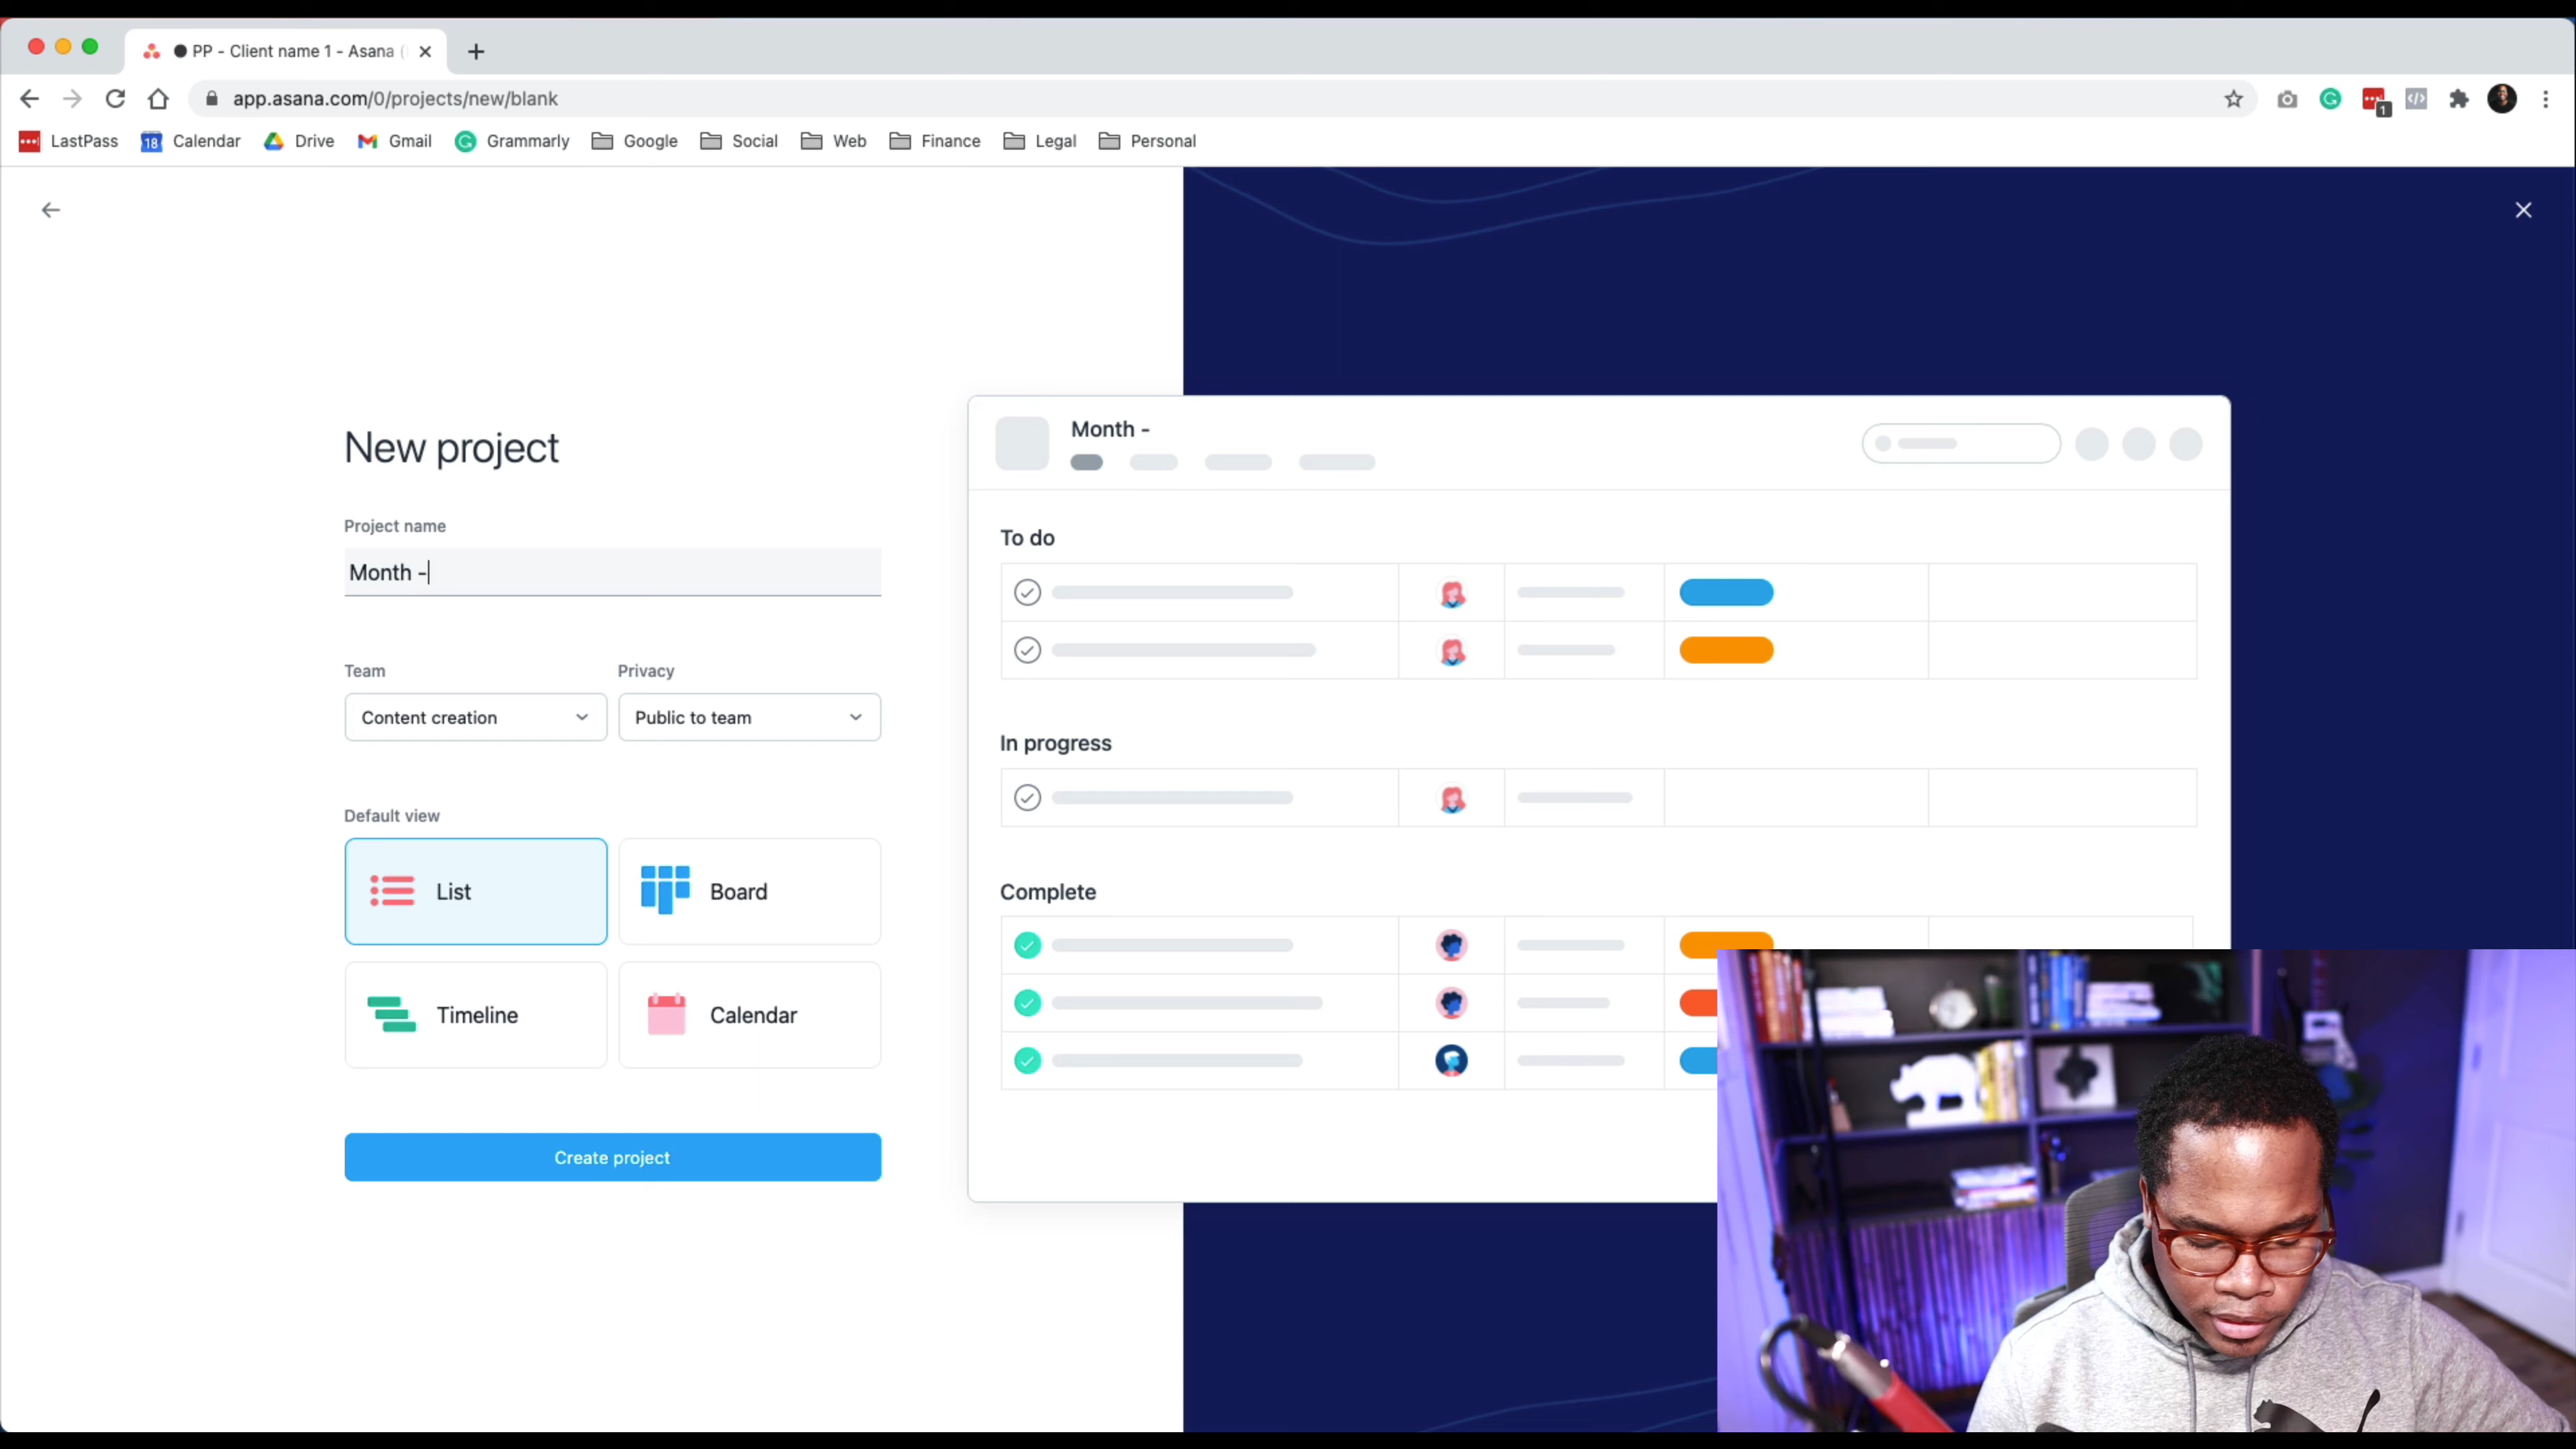 PP - Client name 1 - Asana (
app.asana.com/0/projects/new/blank
1
LastPass
18
Calendar
Drive
Gmail
Grammarly
Google
Social
Web
Finance
Legal
Personal
New project
Project name
Month -
Team
Privacy
Content creation
Public to team
Default view
List
Board
Timeline
Calendar
Create project
Month -
To do
In progress
Complete